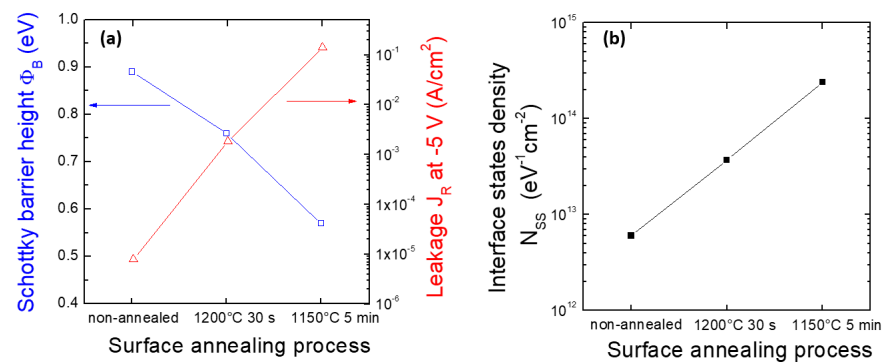 (a)
Schottky barrier height Φ_B (eV)
1.0
0.9
0.8
0.7
0.6
0.5
0.4
10^-1
10^-2
10^-3
1x10^-4
10^-5
10^-6
Leakage J_R at -5 V (A/cm^2)
non-annealed 1200°C 30 s 1150°C 5 min
Surface annealing process
(b)
Interface states density
N_SS (eV^-1cm^-2)
10^15
10^14
10^13
10^12
non-annealed 1200°C 30 s 1150°C 5 min
Surface annealing process